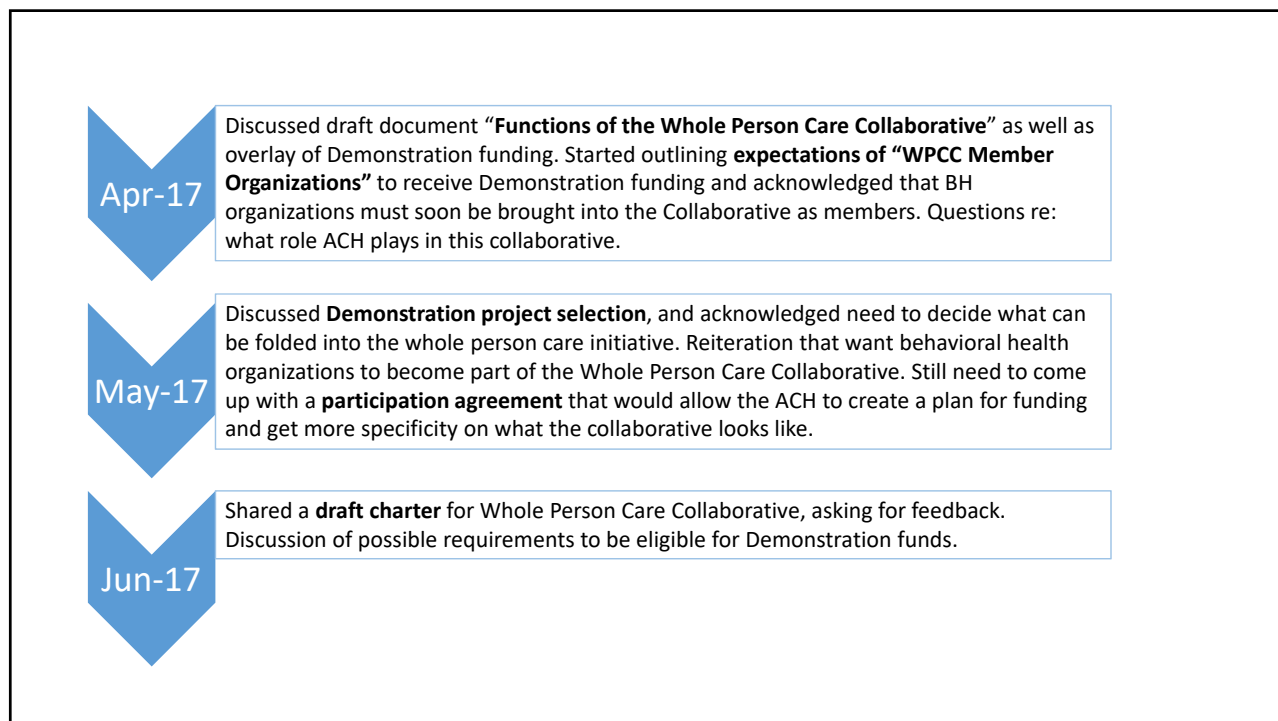 Apr-17
Discussed draft document “Functions of the Whole Person Care Collaborative” as well as
overlay of Demonstration funding. Started outlining expectations of “WPCC Member
Organizations” to receive Demonstration funding and acknowledged that BH
organizations must soon be brought into the Collaborative as members. Questions re:
what role ACH plays in this collaborative.
May-17
Discussed Demonstration project selection, and acknowledged need to decide what can
be folded into the whole person care initiative. Reiteration that want behavioral health
organizations to become part of the Whole Person Care Collaborative. Still need to come
up with a participation agreement that would allow the ACH to create a plan for funding
and get more specificity on what the collaborative looks like.
Jun-17
Shared a draft charter for Whole Person Care Collaborative, asking for feedback.
Discussion of possible requirements to be eligible for Demonstration funds.